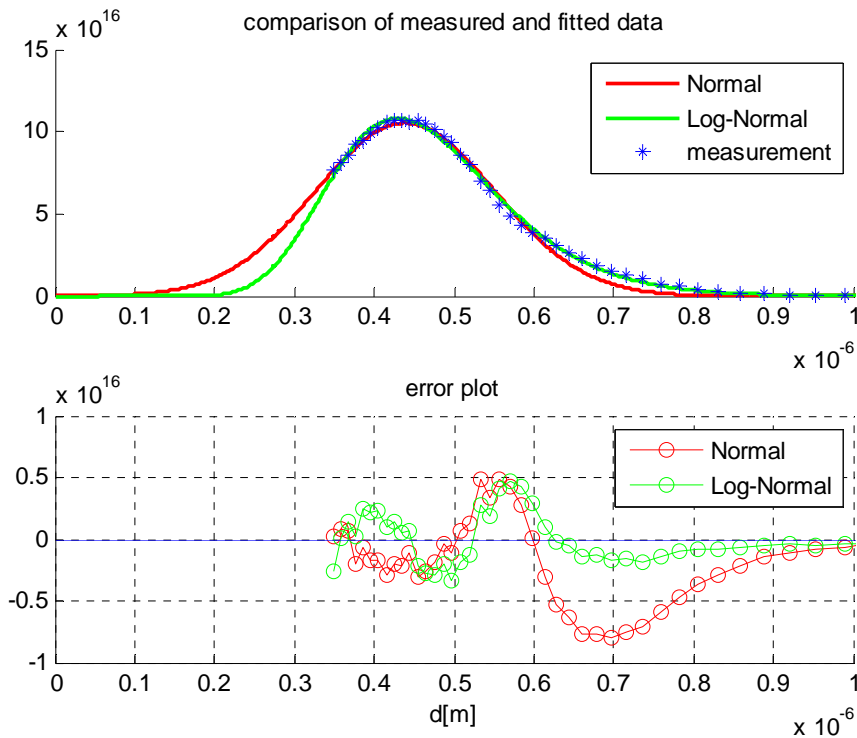 x 10^16
comparison of measured and fitted data
15
10
5
0
Normal
Log-Normal
measurement
0 0.1 0.2 0.3 0.4 0.5 0.6 0.7 0.8 0.9 1
x 10^-6
x 10^16
error plot
1
0.5
0
-0.5
-1
Normal
Log-Normal
0 0.1 0.2 0.3 0.4 0.5 0.6 0.7 0.8 0.9 1
d[m]
x 10^-6